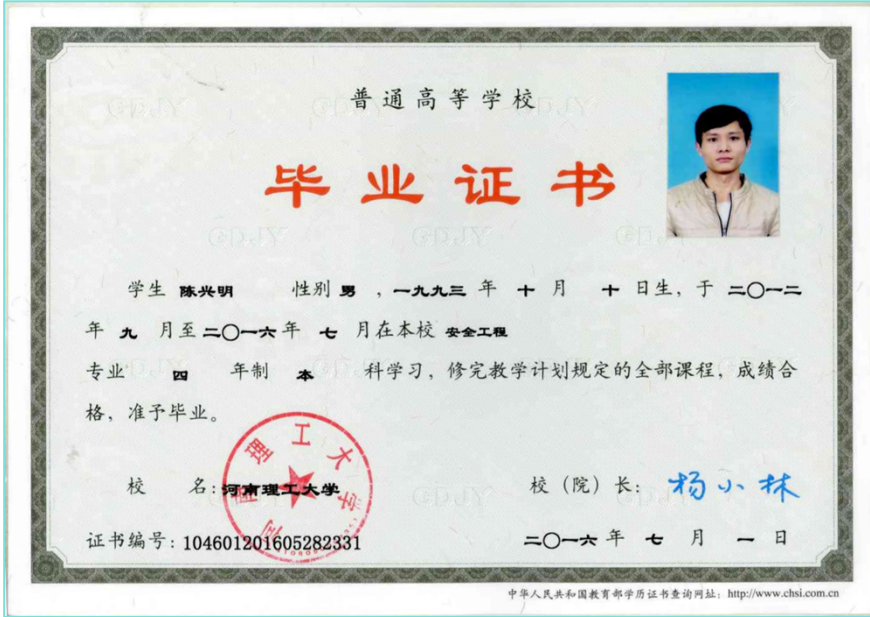 普通高等学校
毕业证书
学生 陈兴明 性别 男 ，一九九三 年 十 月 十 日生，于 二〇一二
年 九 月至 二〇一六 年 七 月在本校 安全工程
专业 四 年制 本 科学习，修完教学计划规定的全部课程，成绩合
格，准予毕业。
校 名：河南理工大学 校（院）长：杨小林
证书编号：104601201605282331 二〇一六 年 七 月 一 日
中华人民共和国教育部学历证书查询网址：http://www.chsi.com.cn